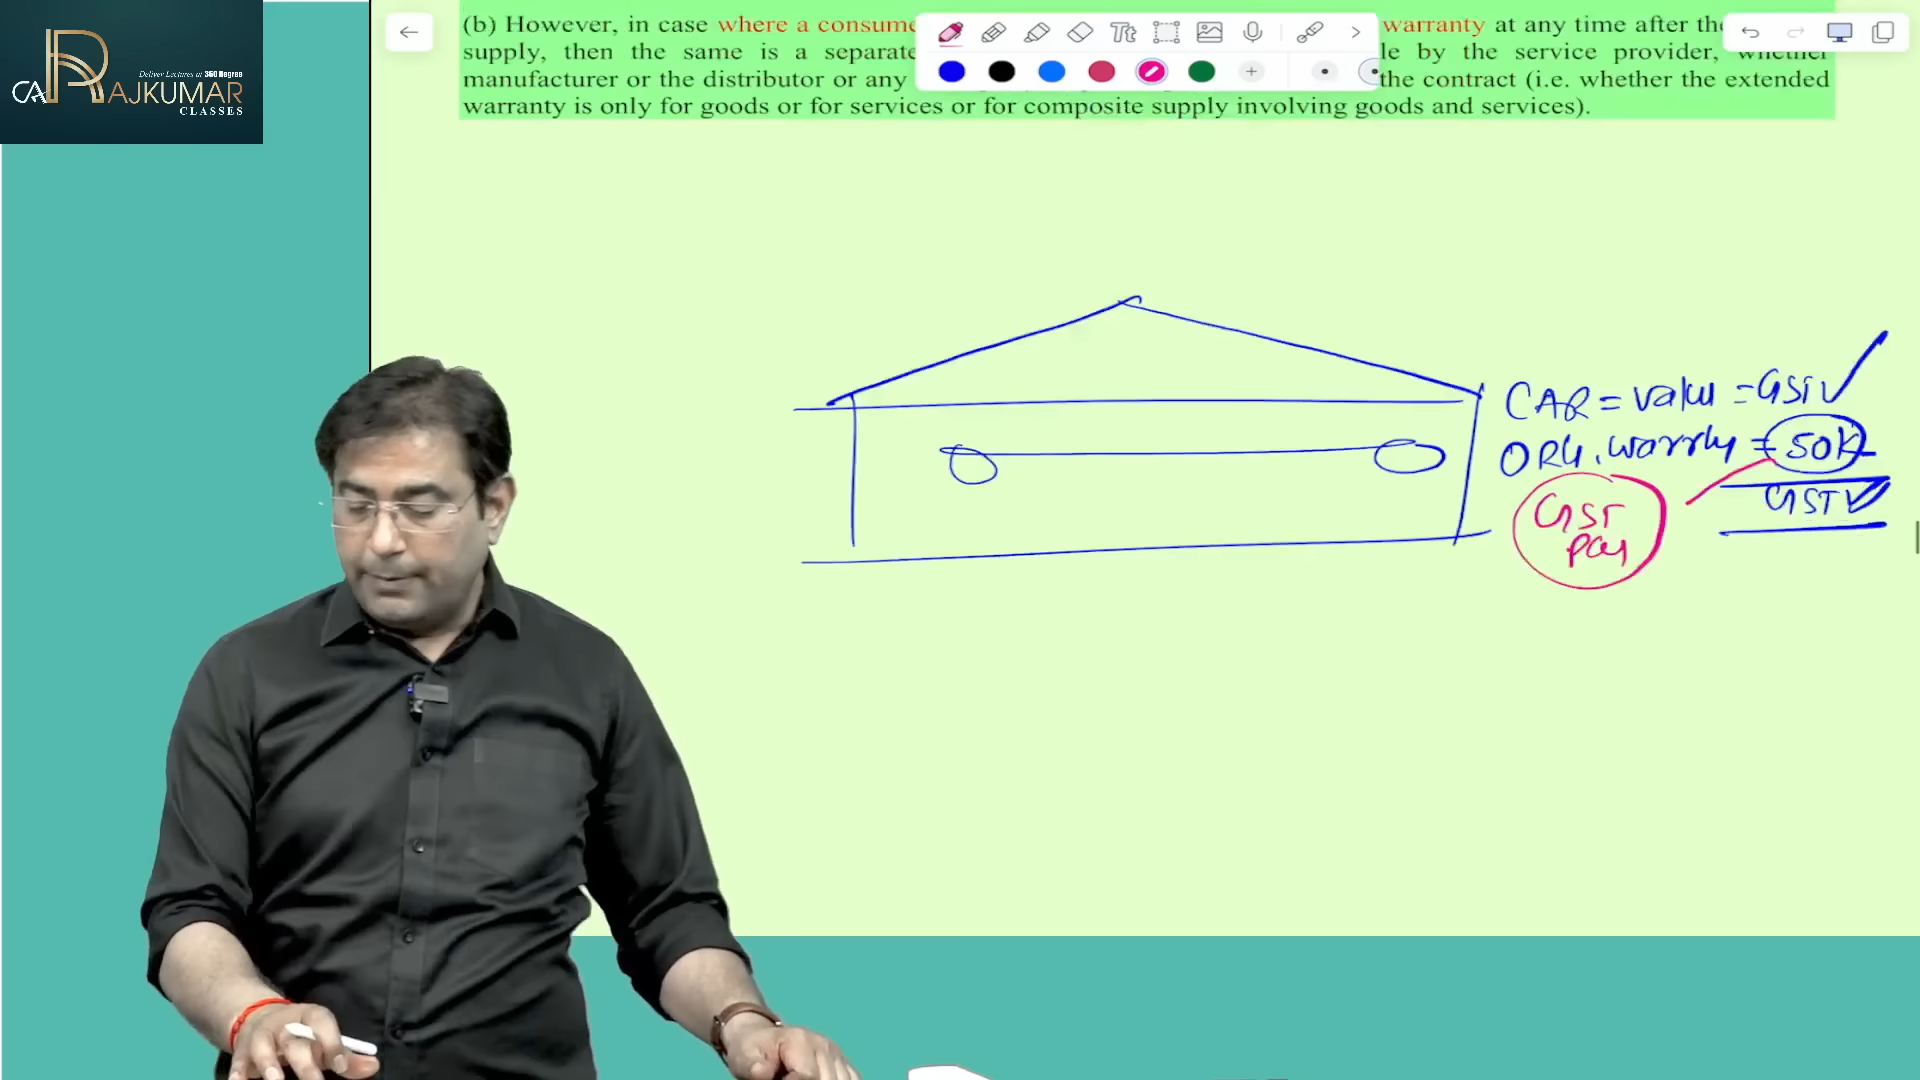 Deliver Lectures at 360 Degree
CA RAJKUMAR
CLASSES
(b) However, in case where a consume warranty at any time after the
supply, then the same is a separate le by the service provider, whether
manufacturer or the distributor or any the contract (i.e. whether the extended
warranty is only for goods or for services or for composite supply involving goods and services).
Tt
CAR = value = GST
= 50K
GST
GST
Pay